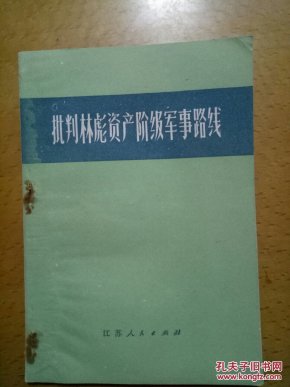 批判林彪资产阶级军事路线
江苏人民出版社
孔夫子旧书网